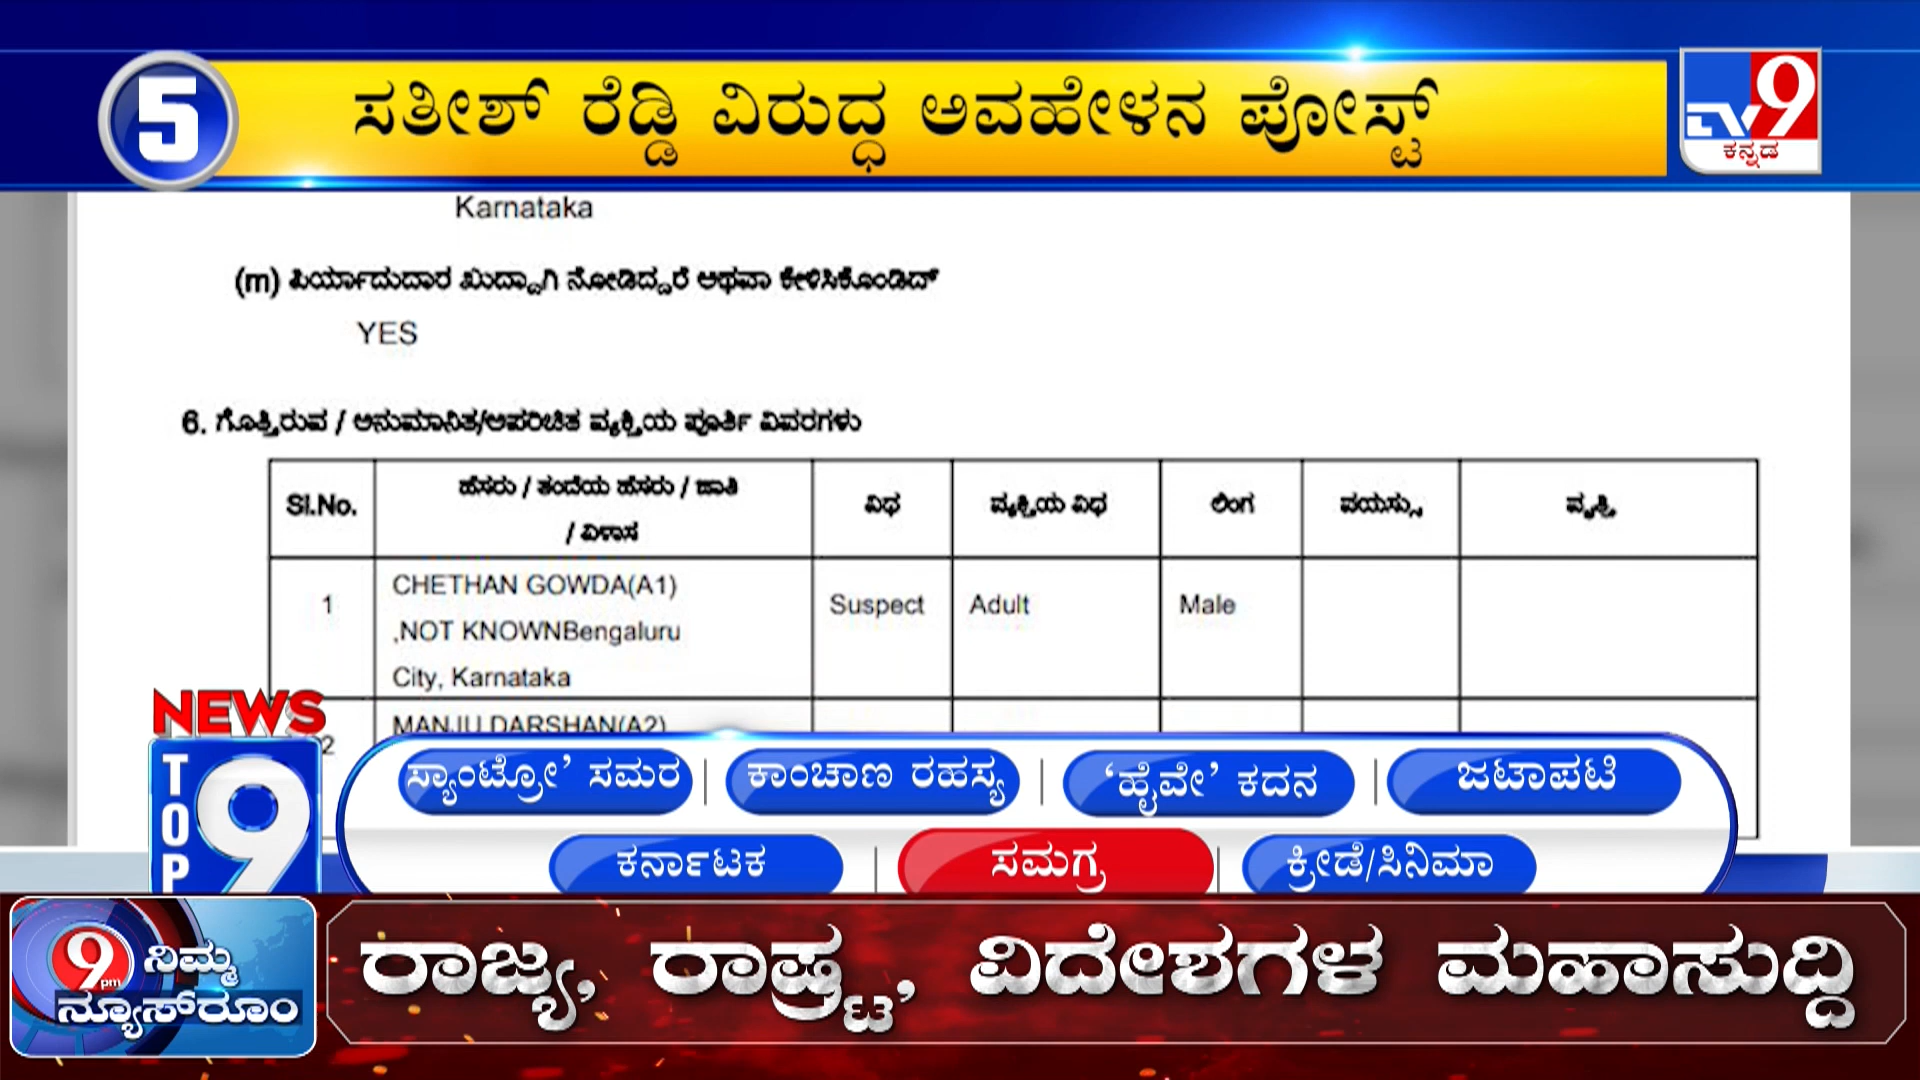 5
ಸತೀಶ್ ರೆಡ್ಡಿ ವಿರುದ್ಧ ಅವಹೇಳನ ಪೋಸ್ಟ್
TV9
ಕನ್ನಡ
Karnataka
(m) ಪಿರ್ಯಾದುದಾರ ಖುದ್ದಾಗಿ ನೋಡಿದ್ದರೆ ಅಥವಾ ಕೇಳಿಸಿಕೊಂಡಿದ್
YES
6. ಗೊತ್ತಿರುವ / ಅನುಮಾನಿತ/ಅಪರಿಚಿತ ವ್ಯಕ್ತಿಯ ಪೂರ್ತಿ ವಿವರಗಳು
Sl.No. ಹೆಸರು / ತಂದೆಯ ಹೆಸರು / ಜಾತಿ / ವಿಳಾಸ ವಿಧ ವ್ಯಕ್ತಿಯ ವಿಧ ಲಿಂಗ ವಯಸ್ಸು ವೃತ್ತಿ
1 CHETHAN GOWDA(A1) Suspect Adult Male
,NOT KNOWNBengaluru
City, Karnataka
2 MANJU DARSHAN(A2)
NEWS
TOP 9
ಸ್ಯಾಂಟ್ರೋ’ ಸಮರ | ಕಾಂಚಾಣ ರಹಸ್ಯ | ‘ಹೈವೇ’ ಕದನ | ಜಟಾಪಟಿ
ಕರ್ನಾಟಕ | ಸಮಗ್ರ | ಕ್ರೀಡೆ/ಸಿನಿಮಾ
9 pm ನಿಮ್ಮ
ನ್ಯೂಸ್‌ರೂಂ
ರಾಜ್ಯ, ರಾಷ್ಟ್ರ, ವಿದೇಶಗಳ ಮಹಾಸುದ್ದಿ